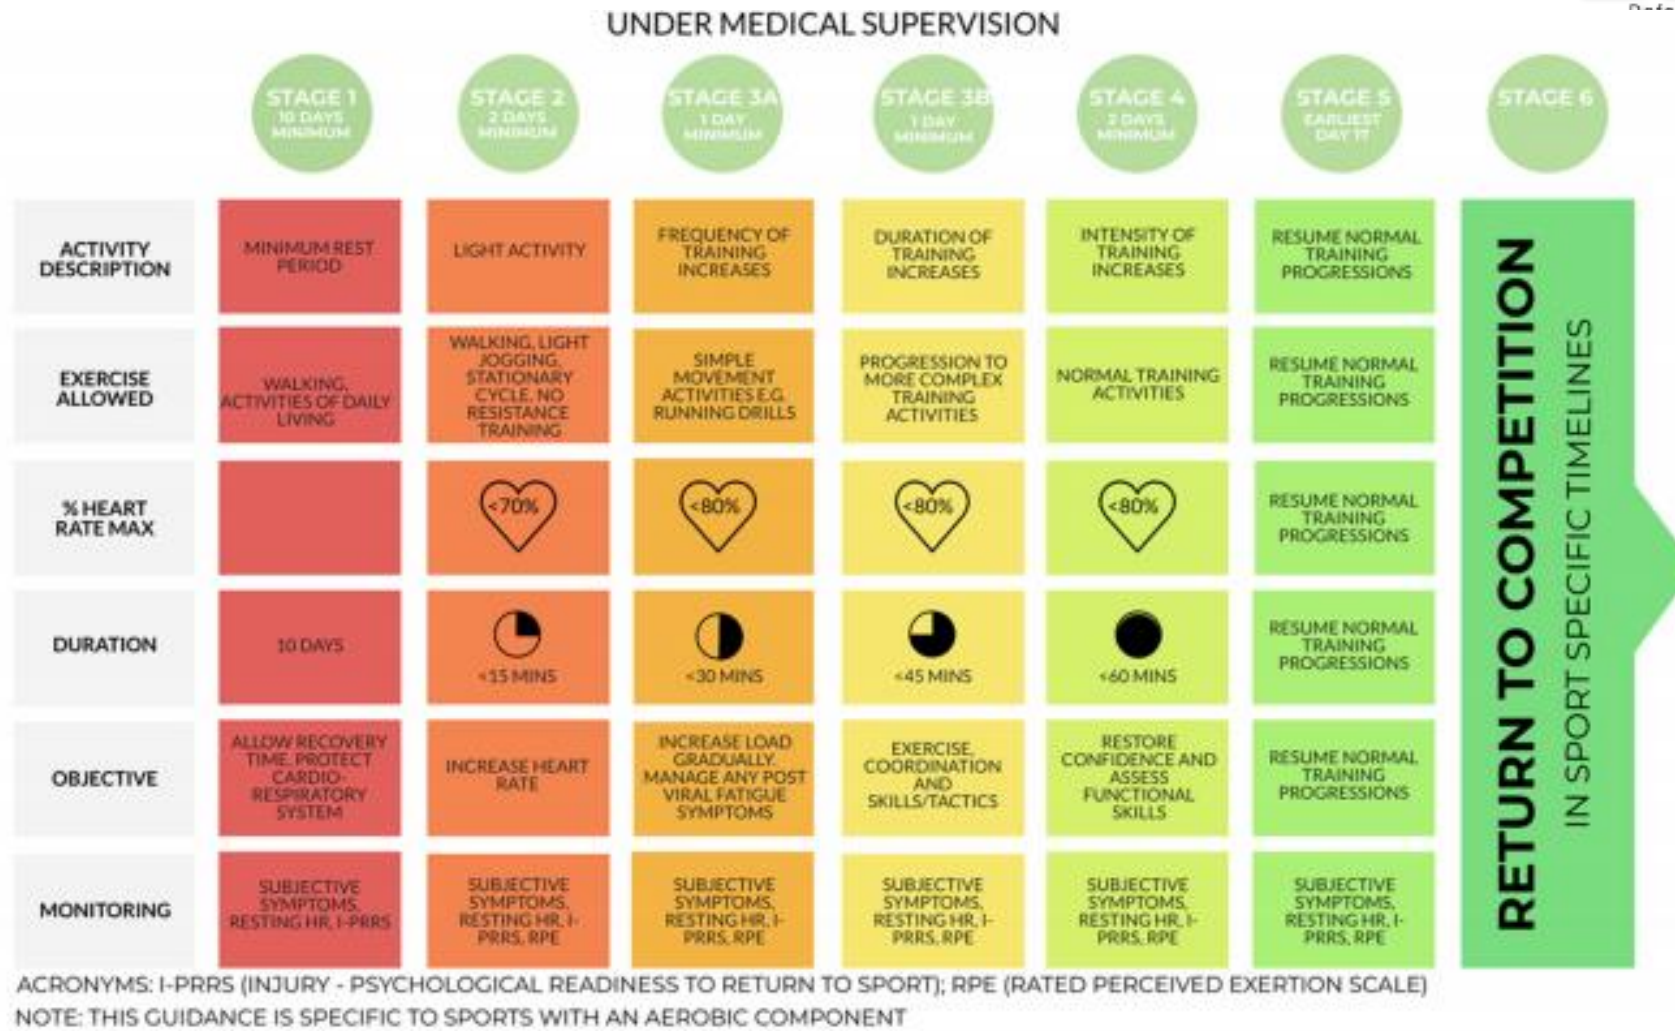 UNDER MEDICAL SUPERVISION
STAGE 1
10 DAYS
MINIMUM
STAGE 2
2 DAYS
MINIMUM
STAGE 3A
1 DAY
MINIMUM
STAGE 3B
1 DAY
MINIMUM
STAGE 4
2 DAYS
MINIMUM
STAGE 5
EARLIEST
DAY 17
STAGE 6
ACTIVITY
DESCRIPTION
MINIMUM REST
PERIOD
LIGHT ACTIVITY
FREQUENCY OF
TRAINING
INCREASES
DURATION OF
TRAINING
INCREASES
INTENSITY OF
TRAINING
INCREASES
RESUME NORMAL
TRAINING
PROGRESSIONS
EXERCISE
ALLOWED
WALKING,
ACTIVITIES OF DAILY
LIVING
WALKING, LIGHT
JOGGING,
STATIONARY
CYCLE, NO
RESISTANCE
TRAINING
SIMPLE
MOVEMENT
ACTIVITIES E.G.
RUNNING DRILLS
PROGRESSION TO
MORE COMPLEX
TRAINING
ACTIVITIES
NORMAL TRAINING
ACTIVITIES
RESUME NORMAL
TRAINING
PROGRESSIONS
% HEART
RATE MAX
<70%
<80%
<80%
<80%
RESUME NORMAL
TRAINING
PROGRESSIONS
DURATION
10 DAYS
<15 MINS
<30 MINS
<45 MINS
<60 MINS
RESUME NORMAL
TRAINING
PROGRESSIONS
OBJECTIVE
ALLOW RECOVERY
TIME, PROTECT
CARDIO-
RESPIRATORY
SYSTEM
INCREASE HEART
RATE
INCREASE LOAD
GRADUALLY,
MANAGE ANY POST
VIRAL FATIGUE
SYMPTOMS
EXERCISE,
COORDINATION
AND
SKILLS/TACTICS
RESTORE
CONFIDENCE AND
ASSESS
FUNCTIONAL
SKILLS
RESUME NORMAL
TRAINING
PROGRESSIONS
MONITORING
SUBJECTIVE
SYMPTOMS,
RESTING HR, I-PRRS
SUBJECTIVE
SYMPTOMS,
RESTING HR, I-
PRRS, RPE
SUBJECTIVE
SYMPTOMS,
RESTING HR, I-
PRRS, RPE
SUBJECTIVE
SYMPTOMS,
RESTING HR, I-
PRRS, RPE
SUBJECTIVE
SYMPTOMS,
RESTING HR, I-
PRRS, RPE
SUBJECTIVE
SYMPTOMS,
RESTING HR, I-
PRRS, RPE
RETURN TO COMPETITION
IN SPORT SPECIFIC TIMELINES
ACRONYMS: I-PRRS (INJURY - PSYCHOLOGICAL READINESS TO RETURN TO SPORT); RPE (RATED PERCEIVED EXERTION SCALE)
NOTE: THIS GUIDANCE IS SPECIFIC TO SPORTS WITH AN AEROBIC COMPONENT